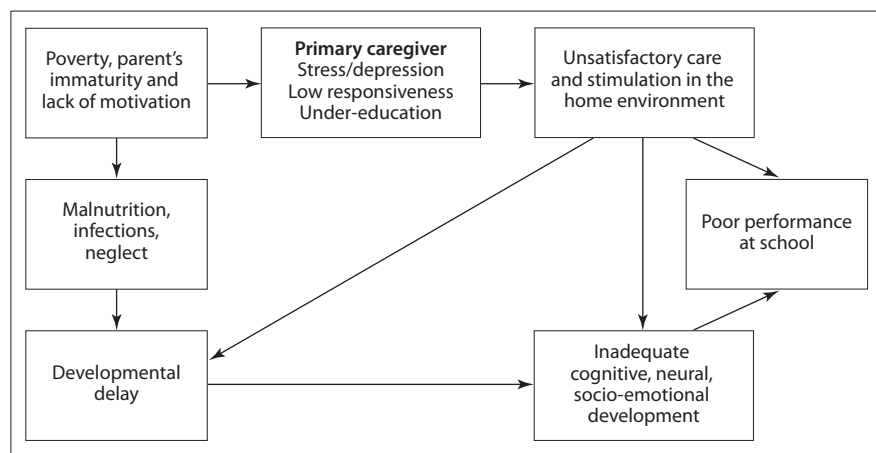 Poverty, parent's
immaturity and
lack of motivation
Primary caregiver
Stress/depression
Low responsiveness
Under-education
Unsatisfactory care
and stimulation in the
home environment
Malnutrition,
infections,
neglect
Poor performance
at school
Developmental
delay
Inadequate
cognitive, neural,
socio-emotional
development